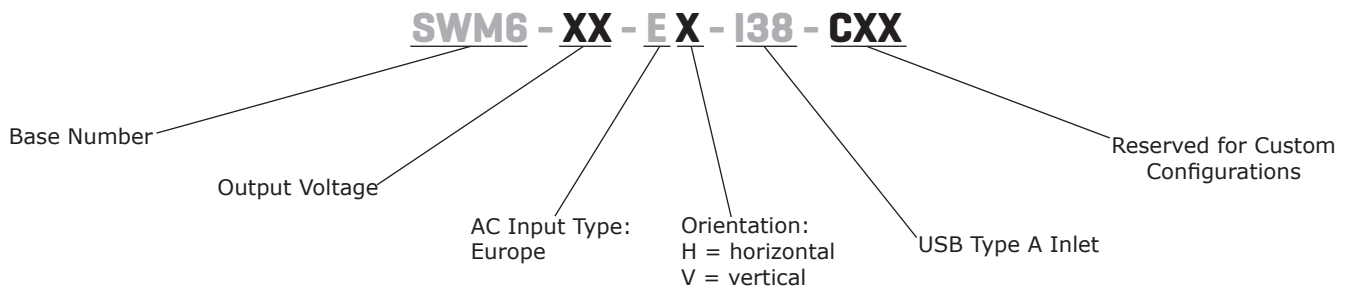 SWM6 - XX - E X - I38 - CXX
Base Number
Output Voltage
AC Input Type:
Europe
Orientation:
H = horizontal
V = vertical
USB Type A Inlet
Reserved for Custom
Configurations